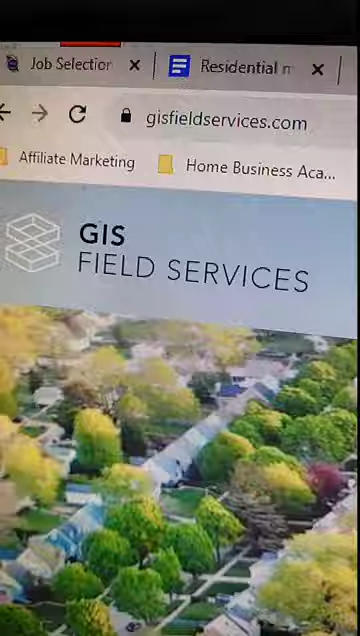 Job Selection
Residential
gisfieldservices.com
Affiliate Marketing
Home Business Aca...
GIS
FIELD SERVICES